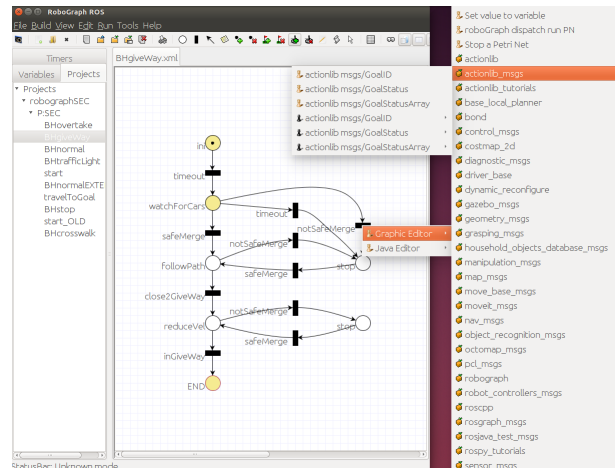 RoboGraph ROS
File Build View Edit Run Tools Help
Timers
Variables Projects
BHgiveWay.xml
Projects
robographSEC
P:SEC
BHovertake
BHnormal
BHtrafficLight
start
BHnormalEXTE
travelToGoal
BHstop
start_OLD
BHcrosswalk
ini
timeout
watchForCars
timeout
safeMerge
notSafeMerge
notSafeMerge
followPath
stop
safeMerge
close2GiveWay
notSafeMerge
reduceVel
stop
safeMerge
inGiveWay
END
StatusBar: Unknown mode
actionlib msgs/GoalID
actionlib msgs/GoalStatus
actionlib msgs/GoalStatusArray
actionlib msgs/GoalID
actionlib msgs/GoalStatus
actionlib msgs/GoalStatusArray
Graphic Editor
Java Editor
Set value to variable
roboGraph dispatch run PN
Stop a Petri Net
actionlib
actionlib_msgs
actionlib_tutorials
base_local_planner
bond
control_msgs
costmap_2d
diagnostic_msgs
driver_base
dynamic_reconfigure
gazebo_msgs
geometry_msgs
grasping_msgs
household_objects_database_msgs
manipulation_msgs
map_msgs
move_base_msgs
moveit_msgs
nav_msgs
object_recognition_msgs
octomap_msgs
pcl_msgs
robograph
robot_controllers_msgs
roscpp
rosgraph_msgs
rosjava_test_msgs
rospy_tutorials
sensor_msgs